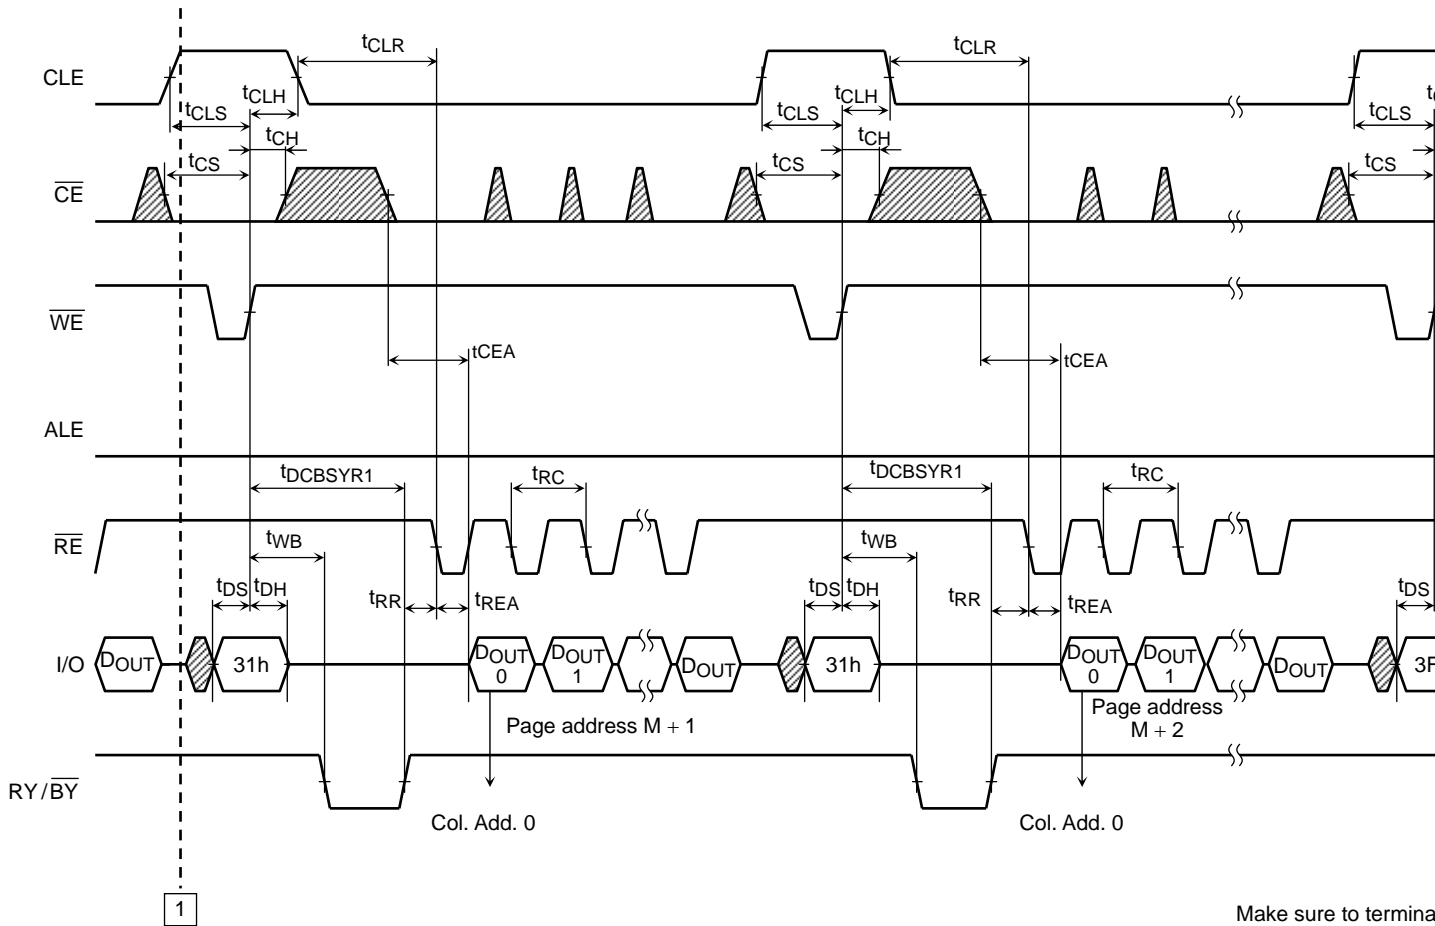 tCLR tCLR
CLE
tCLH tCLH
tCLS tCLS tCLS
tCH tCH
tCS tCS tCS
CE
WE
tCEA tCEA
ALE
tDCBSYR1 tRC tDCBSYR1 tRC
RE
tWB tWB
tDS tDH tRR tREA tDS tDH tRR tREA tDS
I/O DOUT 31h DOUT 0 DOUT 1 DOUT 31h DOUT 0 DOUT 1 DOUT 3F
Page address M + 1
Page address
M + 2
RY/BY
Col. Add. 0 Col. Add. 0
1
Make sure to termina